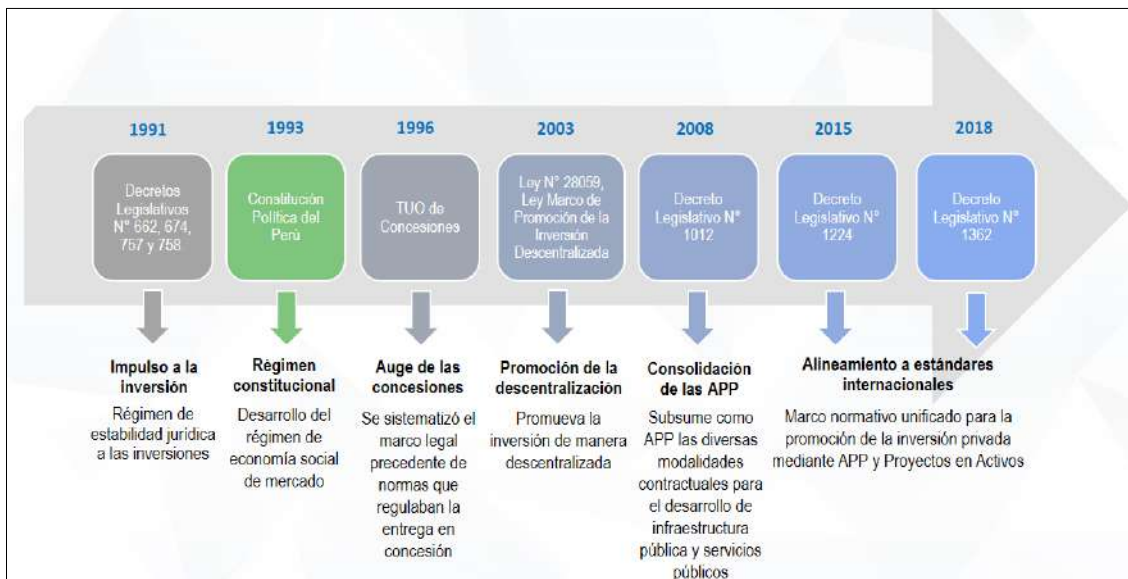 1991
1993
1996
2003
2008
2015
2018
Decretos
Legislativos
N° 662, 674,
757 y 758
Constitución
Política del
Perú
TUO de
Concesiones
Ley N° 28059,
Ley Marco de
Promoción de la
Inversión
Descentralizada
Decreto
Legislativo N°
1012
Decreto
Legislativo N°
1224
Decreto
Legislativo N°
1362
Impulso a la
inversión
Régimen de
estabilidad jurídica
a las inversiones
Régimen
constitucional
Desarrollo del
régimen de
economía social
de mercado
Auge de las
concesiones
Se sistematizó el
marco legal
precedente de
normas que
regulaban la
entrega en
concesión
Promoción de la
descentralización
Promueva la
inversión de manera
descentralizada
Consolidación
de las APP
Subsume como
APP las diversas
modalidades
contractuales para
el desarrollo de
infraestructura
pública y servicios
públicos
Alineamiento a estándares
internacionales
Marco normativo unificado para la
promoción de la inversión privada
mediante APP y Proyectos en Activos